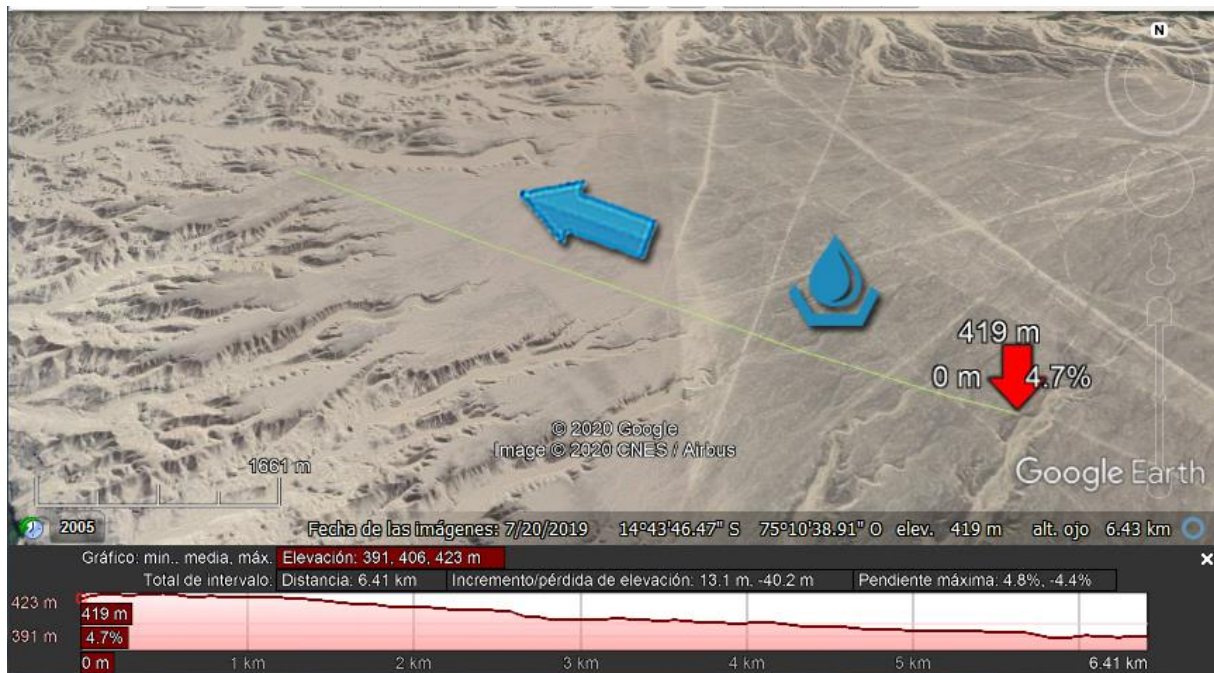 N
419 m
0 m 4.7%
© 2020 Google
Image © 2020 CNES / Airbus
1661 m
Google Earth
2005 Fecha de las imágenes: 7/20/2019 14°43'46.47" S 75°10'38.91" O elev. 419 m alt. ojo 6.43 km
Gráfico: min., media, máx. Elevación: 391, 406, 423 m
Total de intervalo: Distancia: 6.41 km Incremento/pérdida de elevación: 13.1 m, -40.2 m Pendiente máxima: 4.8%, -4.4%
423 m
419 m
391 m 4.7%
0 m 1 km 2 km 3 km 4 km 5 km 6.41 km